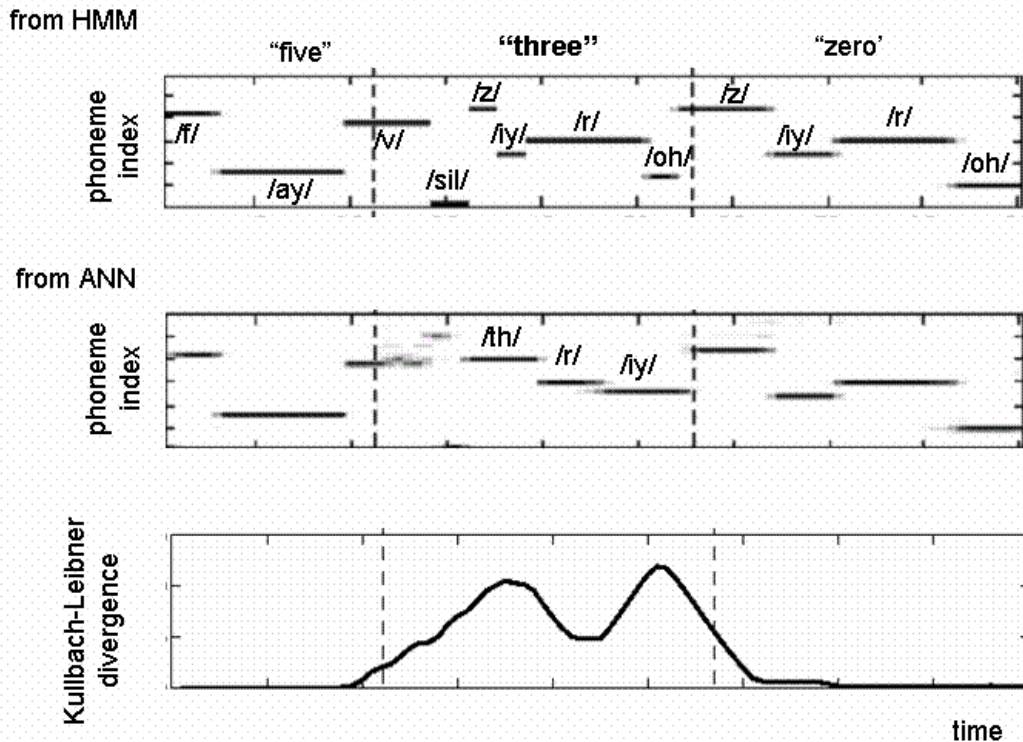 from HMM
“five” “three” “zero’
phoneme
index
/f/ /ay/ /v/ /sil/ /z/ /iy/ /r/ /oh/ /z/ /iy/ /r/ /oh/
from ANN
phoneme
index
/th/ /r/ /iy/
Kullbach-Leibner
divergence
time